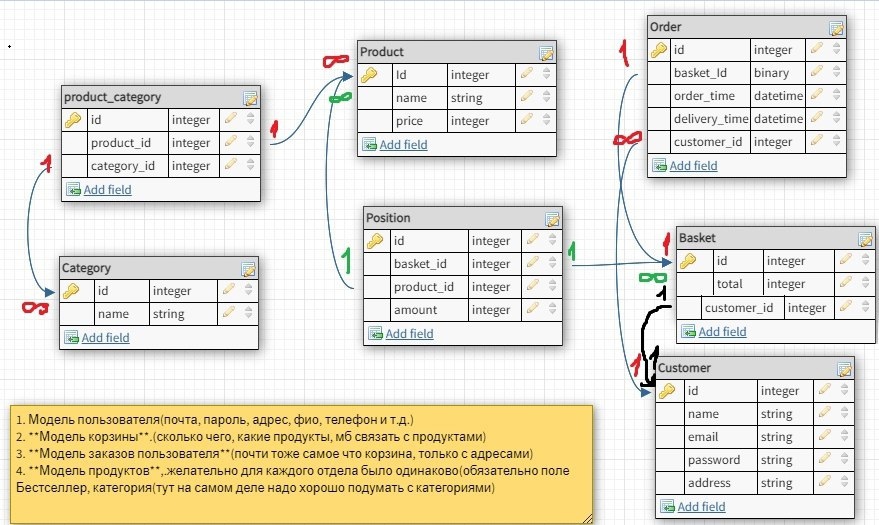 Order
id integer
basket_Id binary
order_time datetime
delivery_time datetime
customer_id integer
Add field
1
∞
Product
Id integer
name string
price integer
Add field
∞
∞
product_category
id integer
product_id integer
category_id integer
Add field
1
1
Category
id integer
name string
Add field
∞
Position
id integer
basket_id integer
product_id integer
amount integer
Add field
1
1
Basket
id integer
total integer
customer_id integer
Add field
1
∞
1
Customer
id integer
name string
email string
password string
address string
Add field
1
1
1. Модель пользователя(почта, пароль, адрес, фио, телефон и т.д.)
2. **Модель корзины**.(сколько чего, какие продукты, мб связать с продуктами)
3. **Модель заказов пользователя**(почти тоже самое что корзина, только с адресами)
4. **Модель продуктов**,.желательно для каждого отдела было одинаково(обязательно поле
Бестселлер, категория(тут на самом деле надо хорошо подумать с категориями)